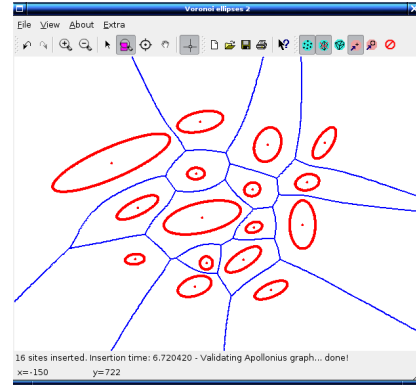 Voronoi ellipses 2
File View About Extra
16 sites inserted. Insertion time: 6.720420 - Validating Apollonius graph... done!
x=-150 y=722